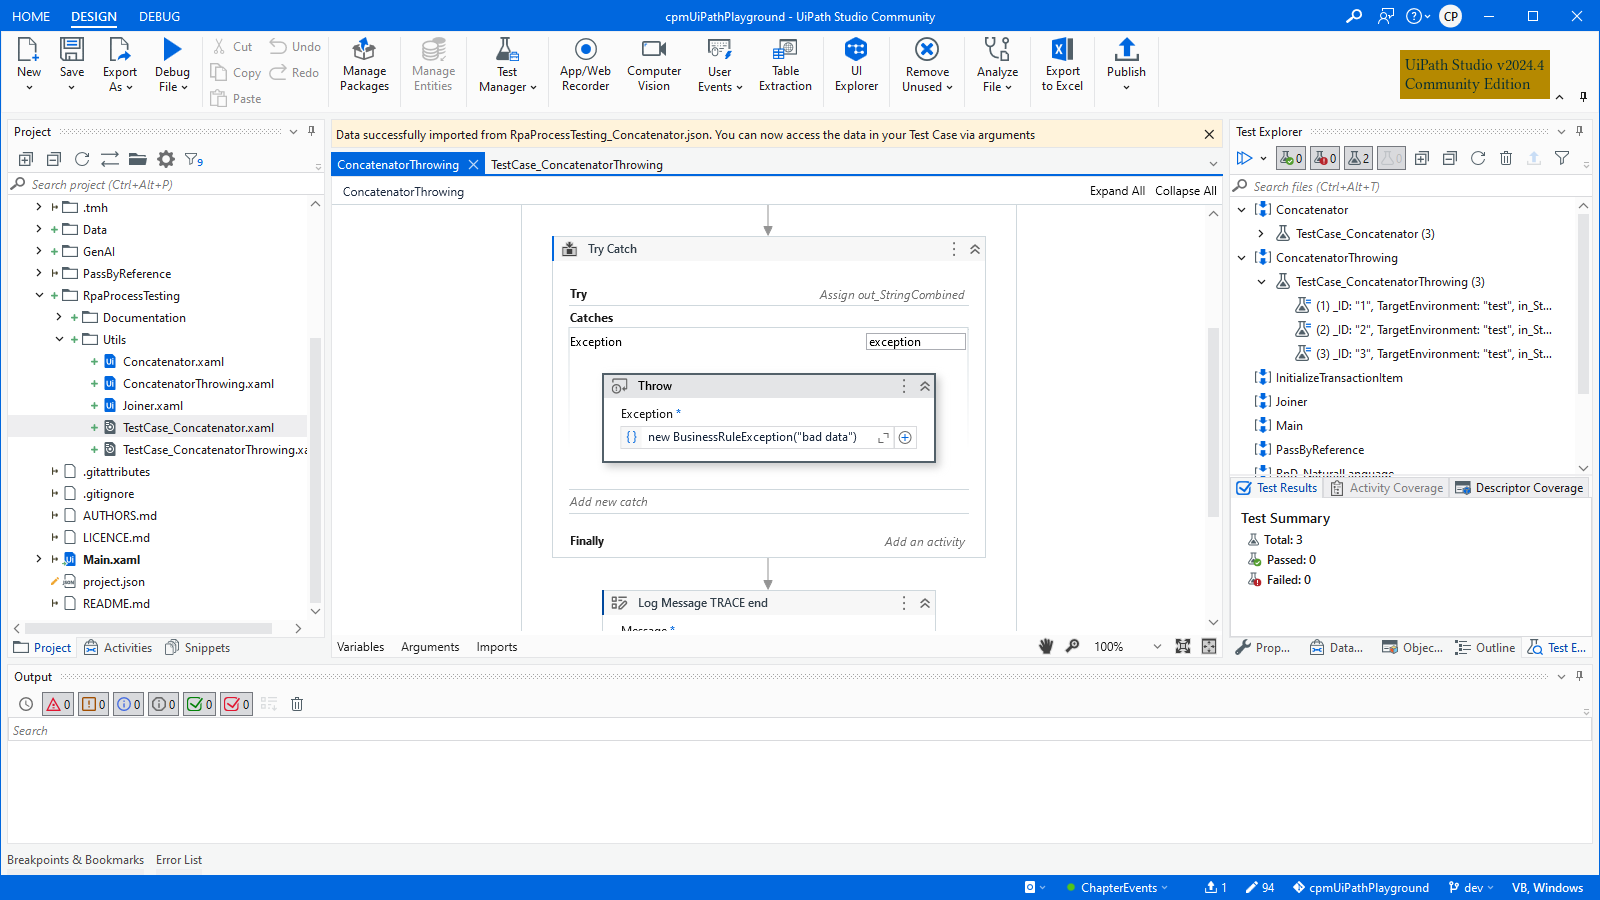 HOME DESIGN DEBUG
cpmUiPathPlayground - UiPath Studio Community
CP
New
Save
Export As
Debug File
Cut
Copy
Paste
Undo
Redo
Manage Packages
Manage Entities
Test Manager
App/Web Recorder
Computer Vision
User Events
Table Extraction
UI Explorer
Remove Unused
Analyze File
Export to Excel
Publish
UiPath Studio v2024.4
Community Edition
Project
9
Search project (Ctrl+Alt+P)
.tmh
Data
GenAI
PassByReference
RpaProcessTesting
Documentation
Utils
Concatenator.xaml
ConcatenatorThrowing.xaml
Joiner.xaml
TestCase_Concatenator.xaml
TestCase_ConcatenatorThrowing.xa
.gitattributes
.gitignore
AUTHORS.md
LICENCE.md
Main.xaml
project.json
README.md
Project Activities Snippets
Data successfully imported from RpaProcessTesting_Concatenator.json. You can now access the data in your Test Case via arguments
ConcatenatorThrowing TestCase_ConcatenatorThrowing
ConcatenatorThrowing Expand All Collapse All
Try Catch
Try Assign out_StringCombined
Catches
Exception exception
Throw
Exception *
new BusinessRuleException("bad data")
Add new catch
Finally Add an activity
Log Message TRACE end
Message *
Variables Arguments Imports 100%
Test Explorer
0 0 2 0
Search files (Ctrl+Alt+T)
Concatenator
TestCase_Concatenator (3)
ConcatenatorThrowing
TestCase_ConcatenatorThrowing (3)
(1) _ID: "1", TargetEnvironment: "test", in_St...
(2) _ID: "2", TargetEnvironment: "test", in_St...
(3) _ID: "3", TargetEnvironment: "test", in_St...
InitializeTransactionItem
Joiner
Main
PassByReference
RnD_NaturalLanguage
Test Results Activity Coverage Descriptor Coverage
Test Summary
Total: 3
Passed: 0
Failed: 0
Prop... Data... Objec... Outline Test E...
Output
0 0 0 0 0 0
Search
Breakpoints & Bookmarks Error List
ChapterEvents 1 94 cpmUiPathPlayground dev VB, Windows